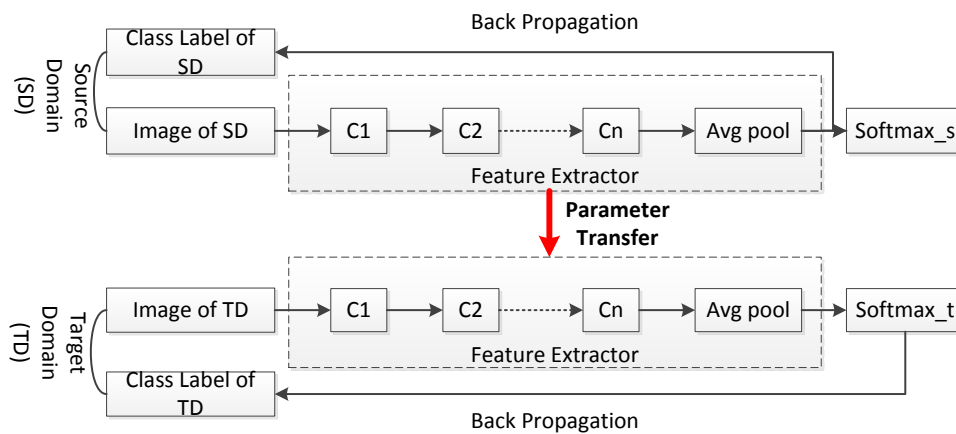 Back Propagation
Class Label of
SD
Source
Domain
(SD)
Image of SD
C1
C2
Cn
Avg pool
Softmax_s
Feature Extractor
Parameter
Transfer
Target
Domain
(TD)
Image of TD
C1
C2
Cn
Avg pool
Softmax_t
Feature Extractor
Class Label of
TD
Back Propagation